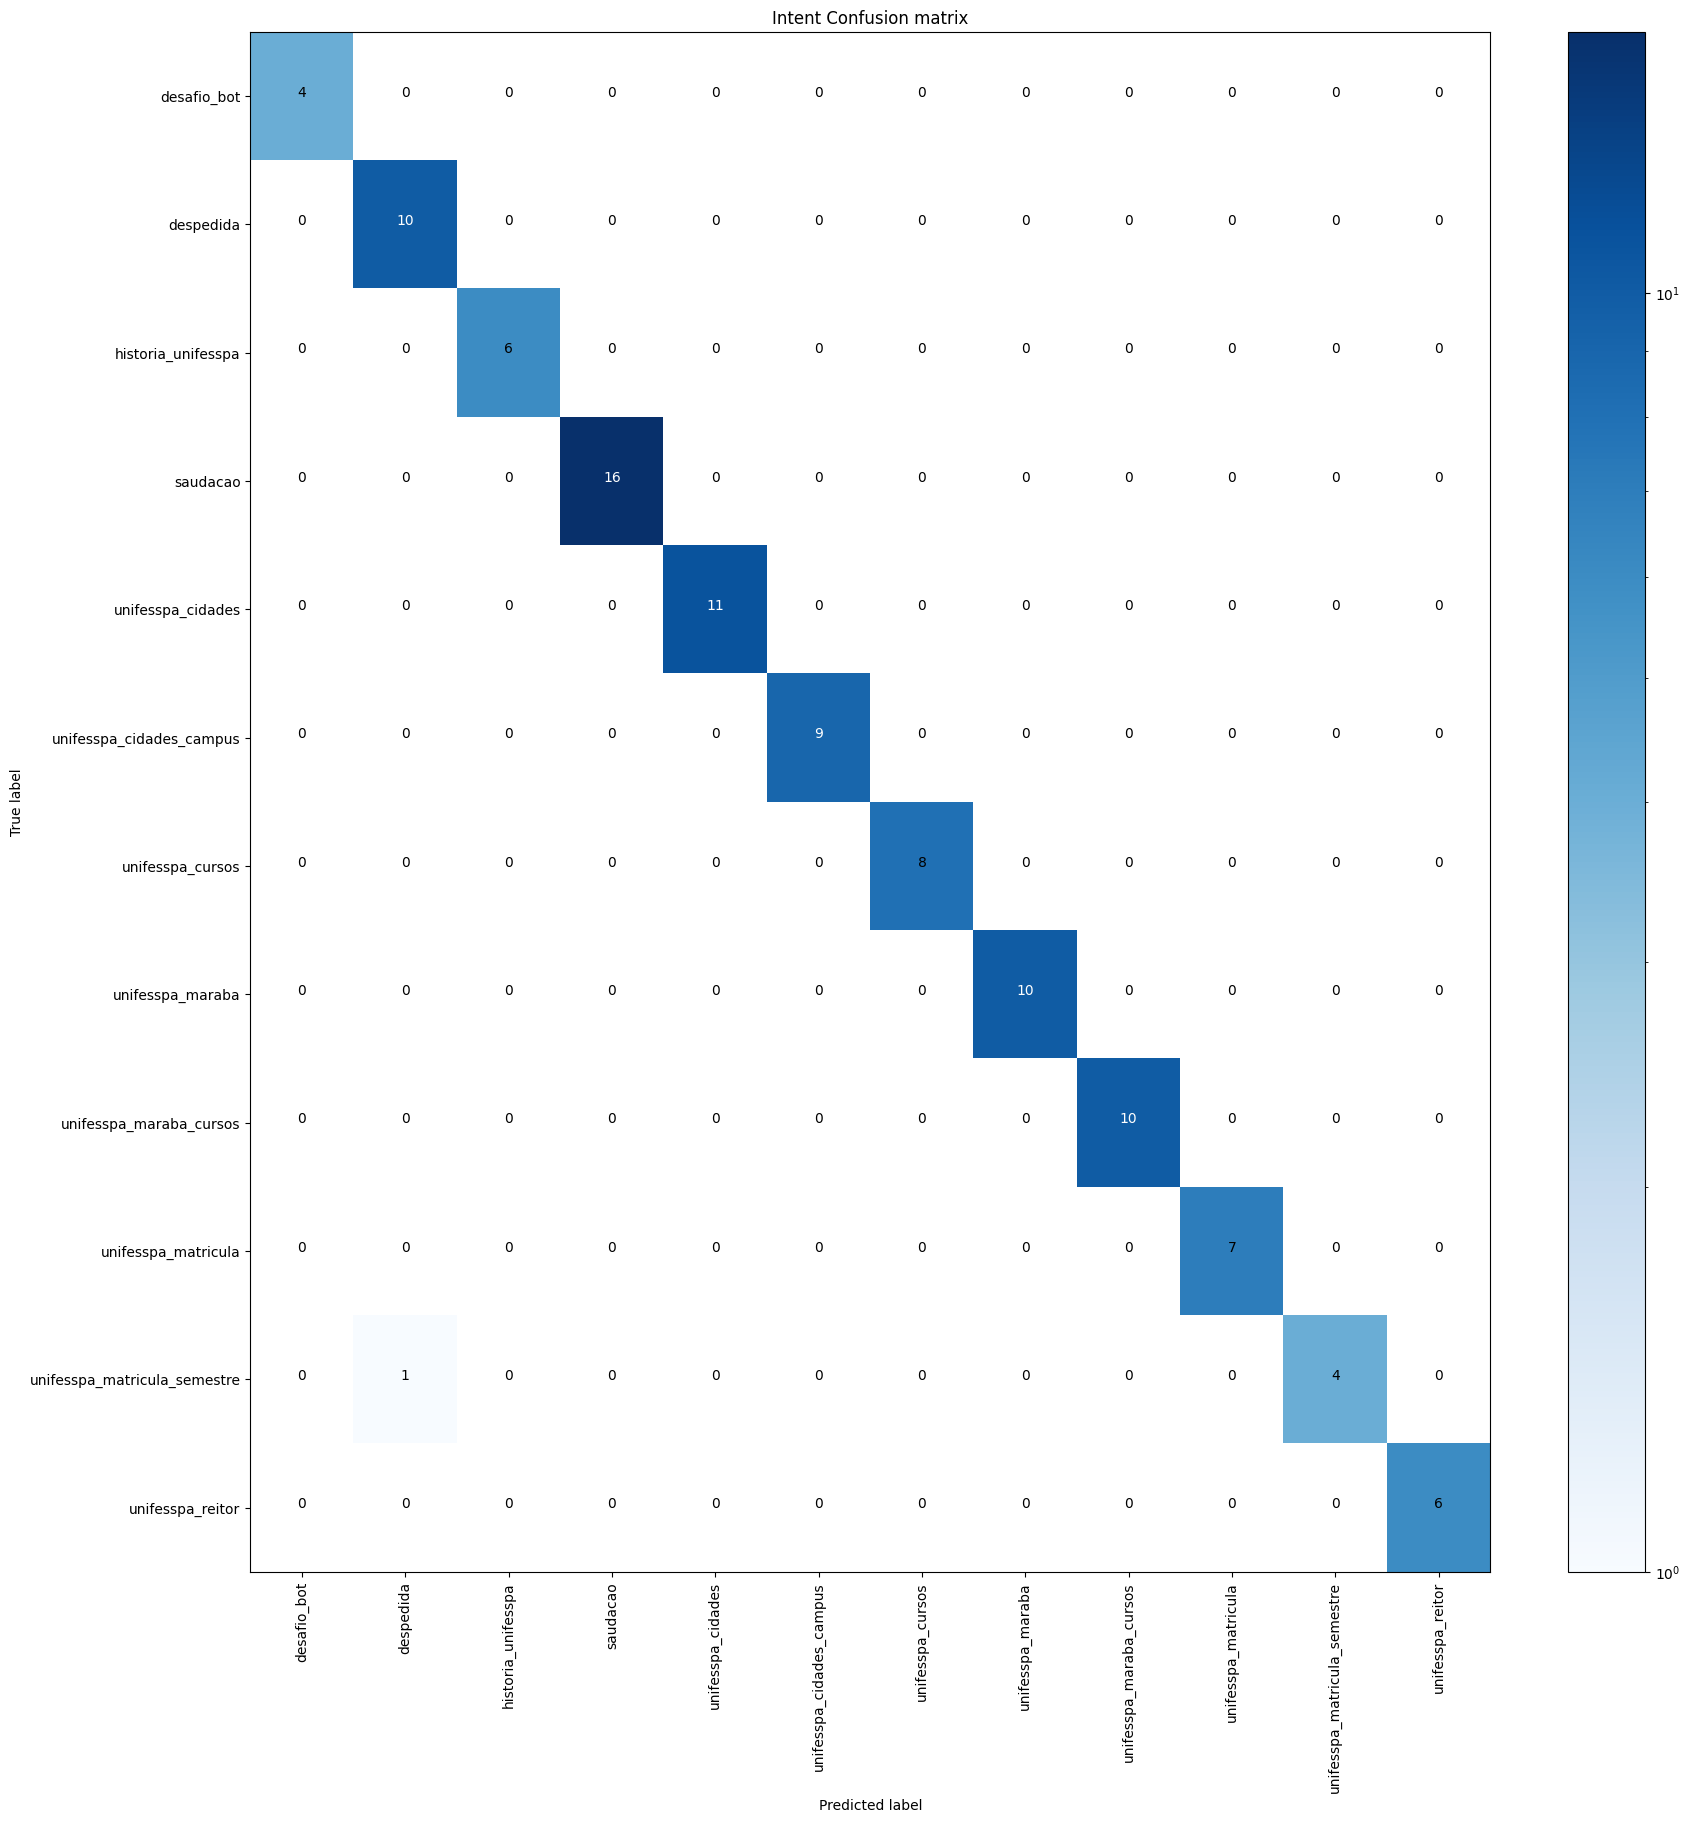 Intent Confusion matrix
desafio_bot 4 0 0 0 0 0 0 0 0 0 0 0
despedida 0 10 0 0 0 0 0 0 0 0 0 0
historia_unifesspa 0 0 6 0 0 0 0 0 0 0 0 0
saudacao 0 0 0 16 0 0 0 0 0 0 0 0
unifesspa_cidades 0 0 0 0 11 0 0 0 0 0 0 0
unifesspa_cidades_campus 0 0 0 0 0 9 0 0 0 0 0 0
unifesspa_cursos 0 0 0 0 0 0 8 0 0 0 0 0
unifesspa_maraba 0 0 0 0 0 0 0 10 0 0 0 0
unifesspa_maraba_cursos 0 0 0 0 0 0 0 0 10 0 0 0
unifesspa_matricula 0 0 0 0 0 0 0 0 0 7 0 0
unifesspa_matricula_semestre 0 1 0 0 0 0 0 0 0 0 4 0
unifesspa_reitor 0 0 0 0 0 0 0 0 0 0 0 6
True label
desafio_bot
despedida
historia_unifesspa
saudacao
unifesspa_cidades
unifesspa_cidades_campus
unifesspa_cursos
unifesspa_maraba
unifesspa_maraba_cursos
unifesspa_matricula
unifesspa_matricula_semestre
unifesspa_reitor
Predicted label
10¹
10⁰